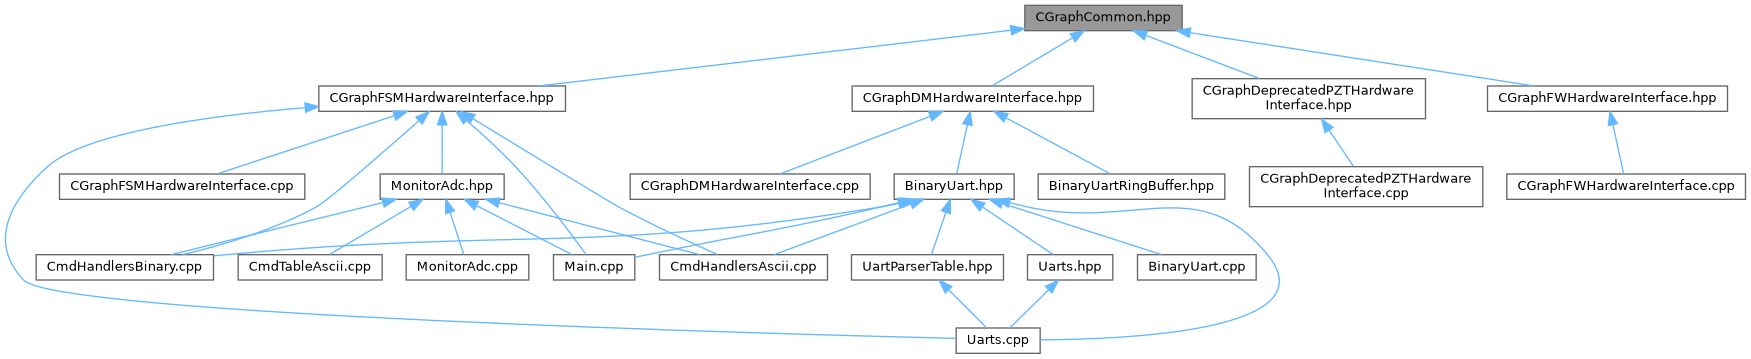 CGraphCommon.hpp
CGraphFSMHardwareInterface.hpp
CGraphDMHardwareInterface.hpp
CGraphDeprecatedPZTHardware
Interface.hpp
CGraphFWHardwareInterface.hpp
CGraphFSMHardwareInterface.cpp
MonitorAdc.hpp
CGraphDMHardwareInterface.cpp
BinaryUart.hpp
BinaryUartRingBuffer.hpp
CGraphDeprecatedPZTHardware
Interface.cpp
CGraphFWHardwareInterface.cpp
CmdHandlersBinary.cpp
CmdTableAscii.cpp
MonitorAdc.cpp
Main.cpp
CmdHandlersAscii.cpp
UartParserTable.hpp
Uarts.hpp
BinaryUart.cpp
Uarts.cpp